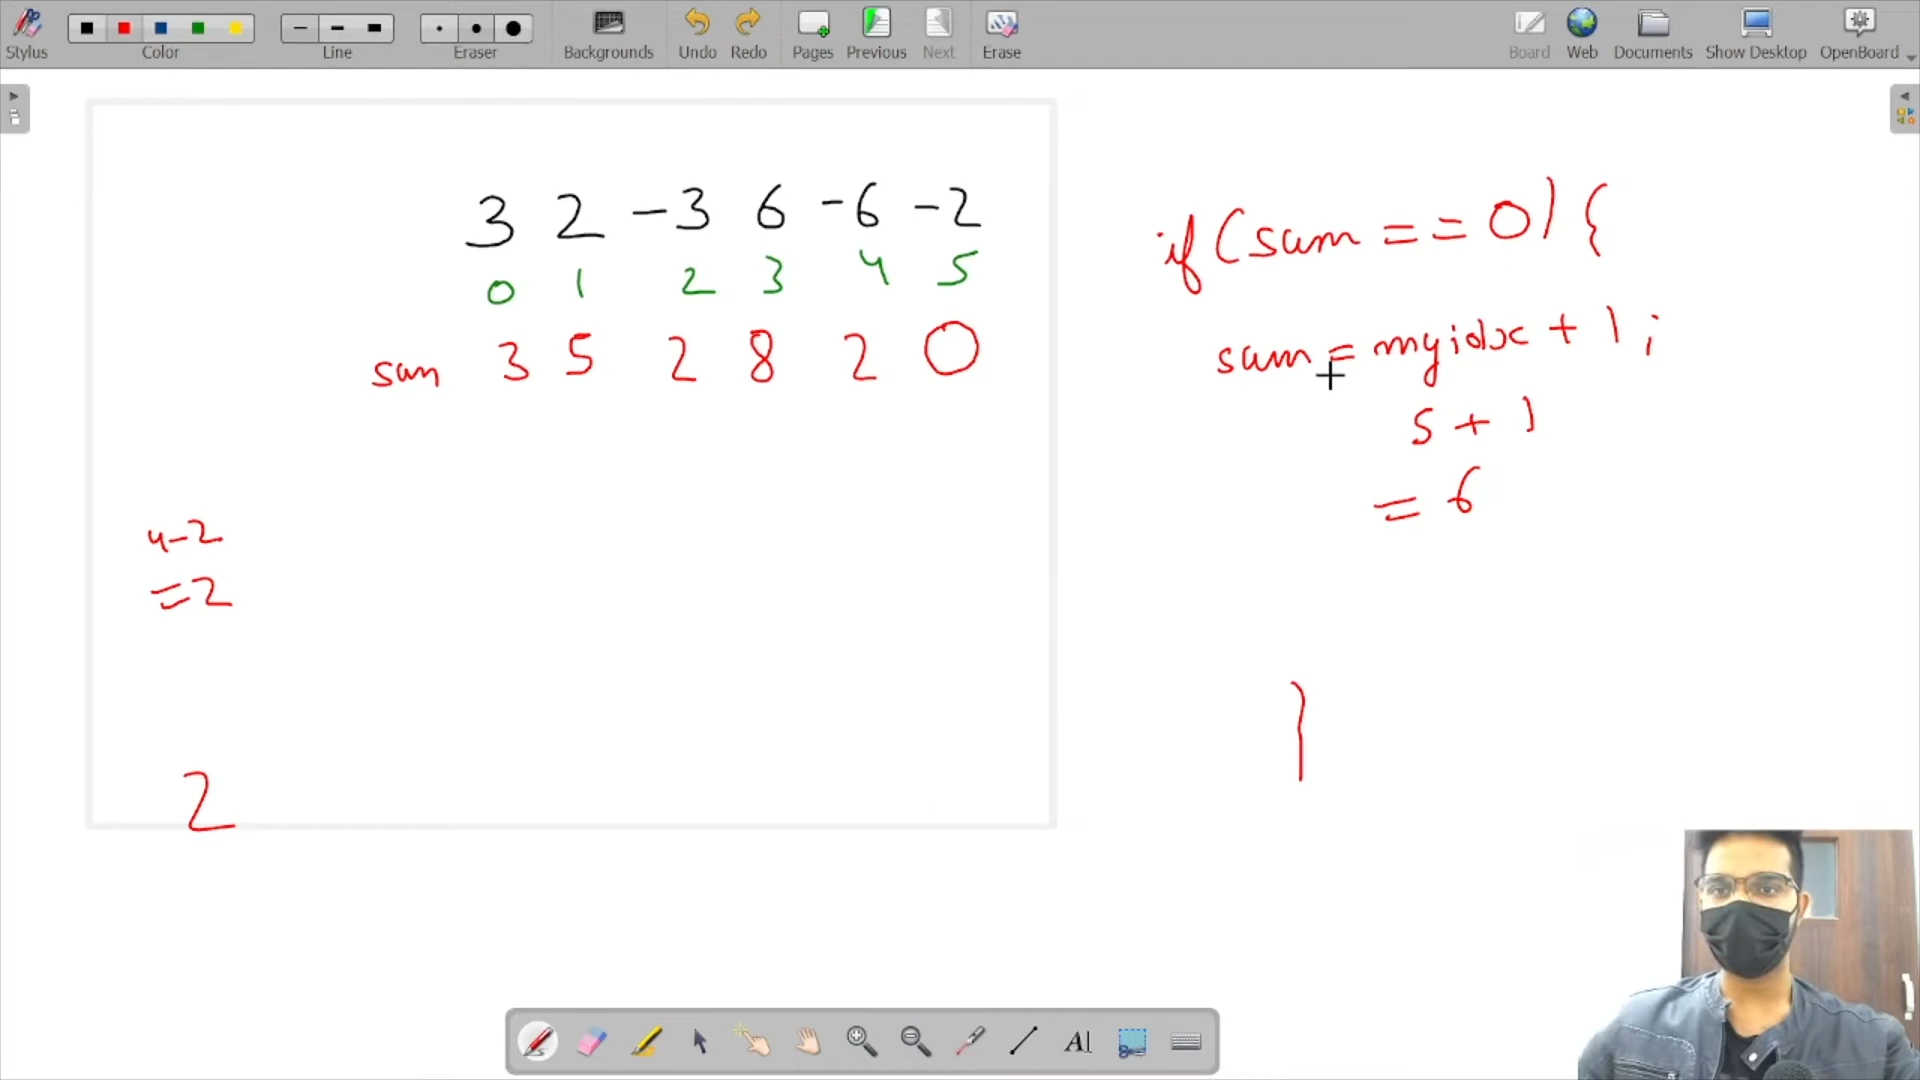 Stylus Color Line Eraser Backgrounds Undo Redo Pages Previous Next Erase Board Web Documents Show Desktop OpenBoard
3 2 -3 6 -6 -2
0 1 2 3 4 5
sum 3 5 2 8 2 0
4-2
=2
2
if (sum == 0) {
sum = myidx + 1 ;
5 + 1
= 6
}
A